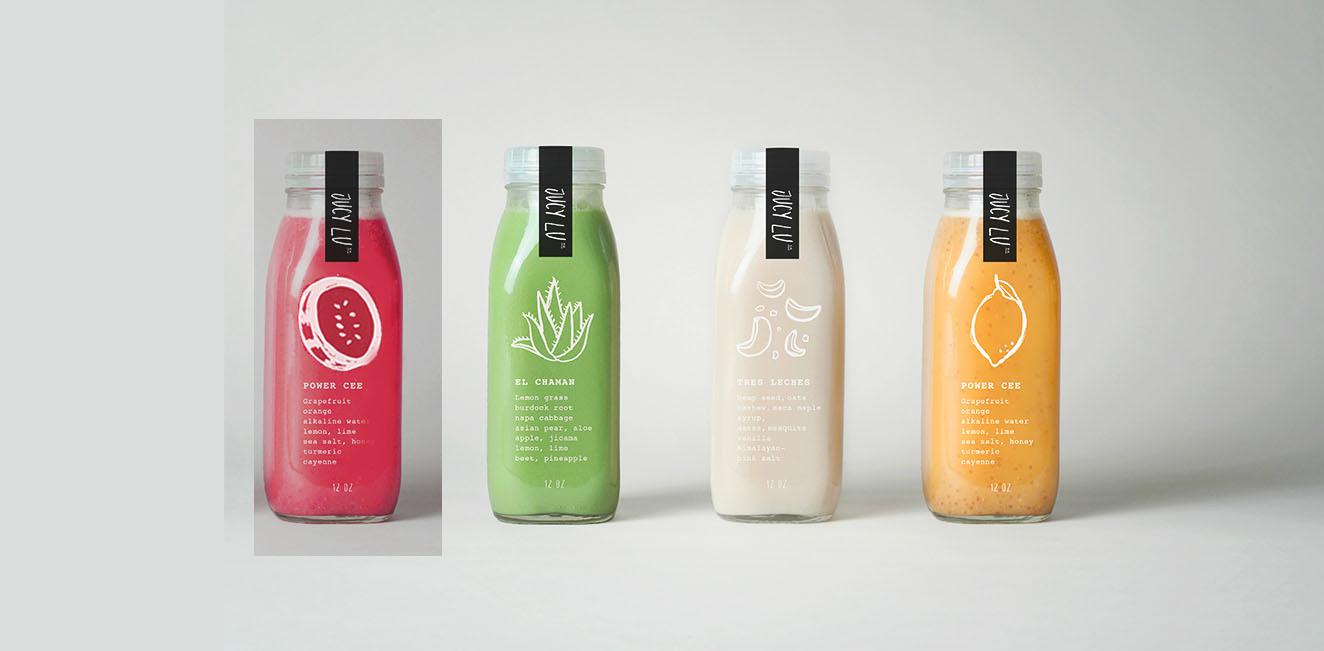 JUCY LU
POWER CEE
Grapefruit
orange
alkaline water
lemon, lime
sea salt, honey
turmeric
cayenne
12 OZ
JUCY LU
EL CHAMAN
Lemon grass
burdock root
napa cabbage
asian pear, aloe
apple, jicama
lemon, lime
beet, pineapple
12 OZ
JUCY LU
TRES LECHES
hemp seed, oats
cashew, maca maple
syrup,
mesquite
vanilla
himalayan-
pink salt
12 OZ
JUCY LU
POWER CEE
Grapefruit
orange
alkaline water
lemon, lime
sea salt, honey
turmeric
cayenne
12 OZ